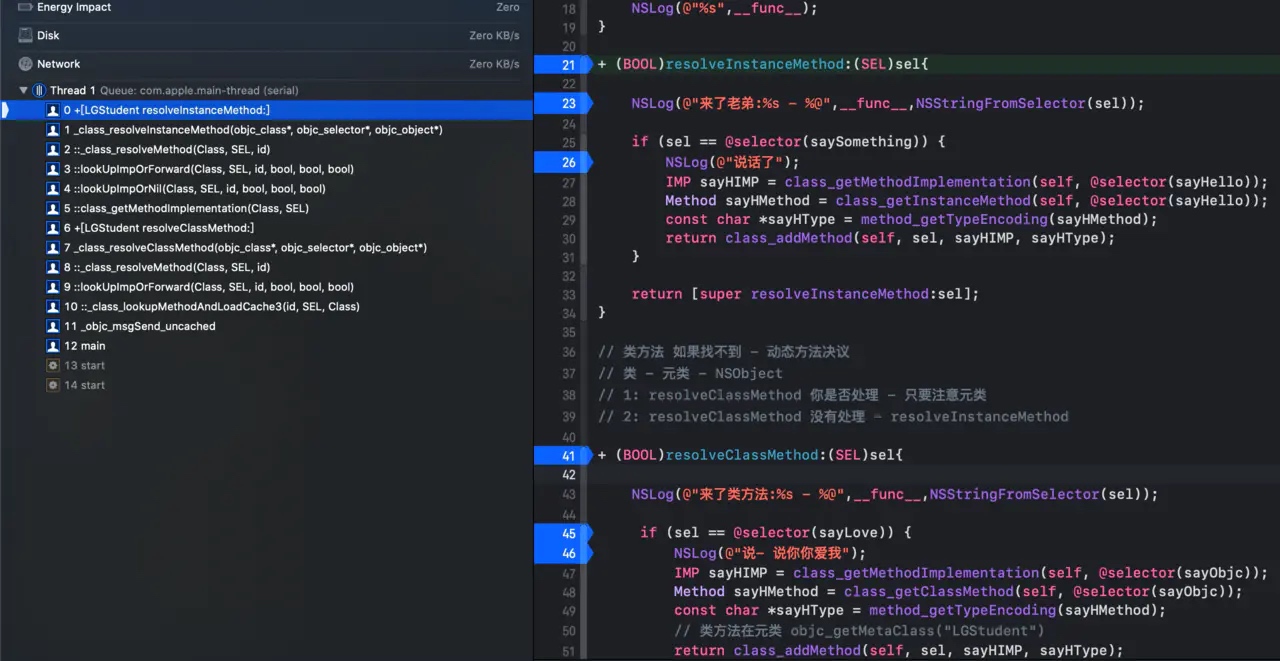 Energy Impact Zero
Disk Zero KB/s
Network Zero KB/s
Thread 1 Queue: com.apple.main-thread (serial)
0 +[LGStudent resolveInstanceMethod:]
1 _class_resolveInstanceMethod(objc_class*, objc_selector*, objc_object*)
2 ::_class_resolveMethod(Class, SEL, id)
3 ::lookUpImpOrForward(Class, SEL, id, bool, bool, bool)
4 ::lookUpImpOrNil(Class, SEL, id, bool, bool, bool)
5 ::class_getMethodImplementation(Class, SEL)
6 +[LGStudent resolveClassMethod:]
7 _class_resolveClassMethod(objc_class*, objc_selector*, objc_object*)
8 ::_class_resolveMethod(Class, SEL, id)
9 ::lookUpImpOrForward(Class, SEL, id, bool, bool, bool)
10 ::_class_lookupMethodAndLoadCache3(id, SEL, Class)
11 _objc_msgSend_uncached
12 main
13 start
14 start
18 NSLog(@"%s",__func__);
19 }
20
21 + (BOOL)resolveInstanceMethod:(SEL)sel{
22
23 NSLog(@"来了老弟:%s - %@",__func__,NSStringFromSelector(sel));
24
25 if (sel == @selector(saySomething)) {
26 NSLog(@"说话了");
27 IMP sayHIMP = class_getMethodImplementation(self, @selector(sayHello));
28 Method sayHMethod = class_getInstanceMethod(self, @selector(sayHello));
29 const char *sayHType = method_getTypeEncoding(sayHMethod);
30 return class_addMethod(self, sel, sayHIMP, sayHType);
31 }
32
33 return [super resolveInstanceMethod:sel];
34 }
35
36 // 类方法 如果找不到 - 动态方法决议
37 // 类 - 元类 - NSObject
38 // 1: resolveClassMethod 你是否处理 - 只要注意元类
39 // 2: resolveClassMethod 没有处理 - resolveInstanceMethod
40
41 + (BOOL)resolveClassMethod:(SEL)sel{
42
43 NSLog(@"来了类方法:%s - %@",__func__,NSStringFromSelector(sel));
44
45 if (sel == @selector(sayLove)) {
46 NSLog(@"说- 说你你爱我");
47 IMP sayHIMP = class_getMethodImplementation(self, @selector(sayObjc));
48 Method sayHMethod = class_getClassMethod(self, @selector(sayObjc));
49 const char *sayHType = method_getTypeEncoding(sayHMethod);
50 // 类方法在元类 objc_getMetaClass("LGStudent")
51 return class_addMethod(self, sel, sayHIMP, sayHType);